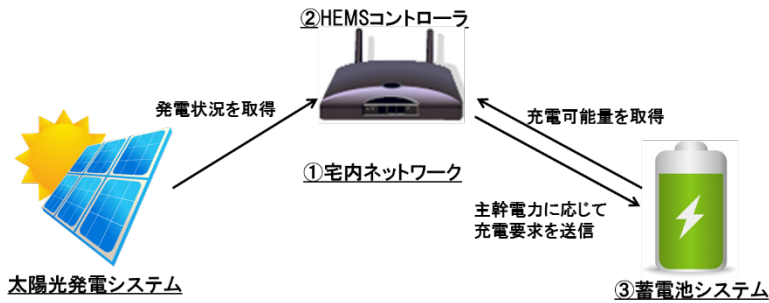 ②HEMSコントローラ
発電状況を取得
充電可能量を取得
①宅内ネットワーク
主幹電力に応じて
充電要求を送信
太陽光発電システム
③蓄電池システム